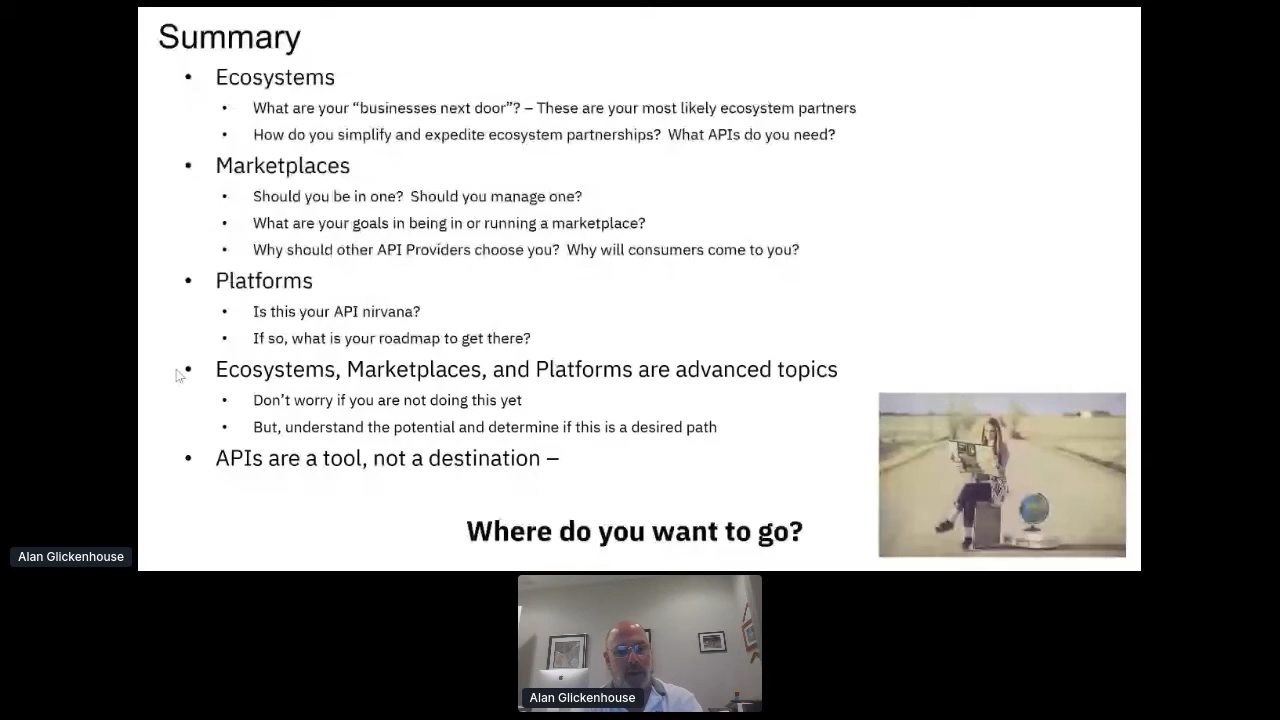 Summary
• Ecosystems
• What are your “businesses next door”? – These are your most likely ecosystem partners
• How do you simplify and expedite ecosystem partnerships? What APIs do you need?
• Marketplaces
• Should you be in one? Should you manage one?
• What are your goals in being in or running a marketplace?
• Why should other API Providers choose you? Why will consumers come to you?
• Platforms
• Is this your API nirvana?
• If so, what is your roadmap to get there?
• Ecosystems, Marketplaces, and Platforms are advanced topics
• Don’t worry if you are not doing this yet
• But, understand the potential and determine if this is a desired path
• APIs are a tool, not a destination –
Where do you want to go?
Alan Glickenhouse
Alan Glickenhouse